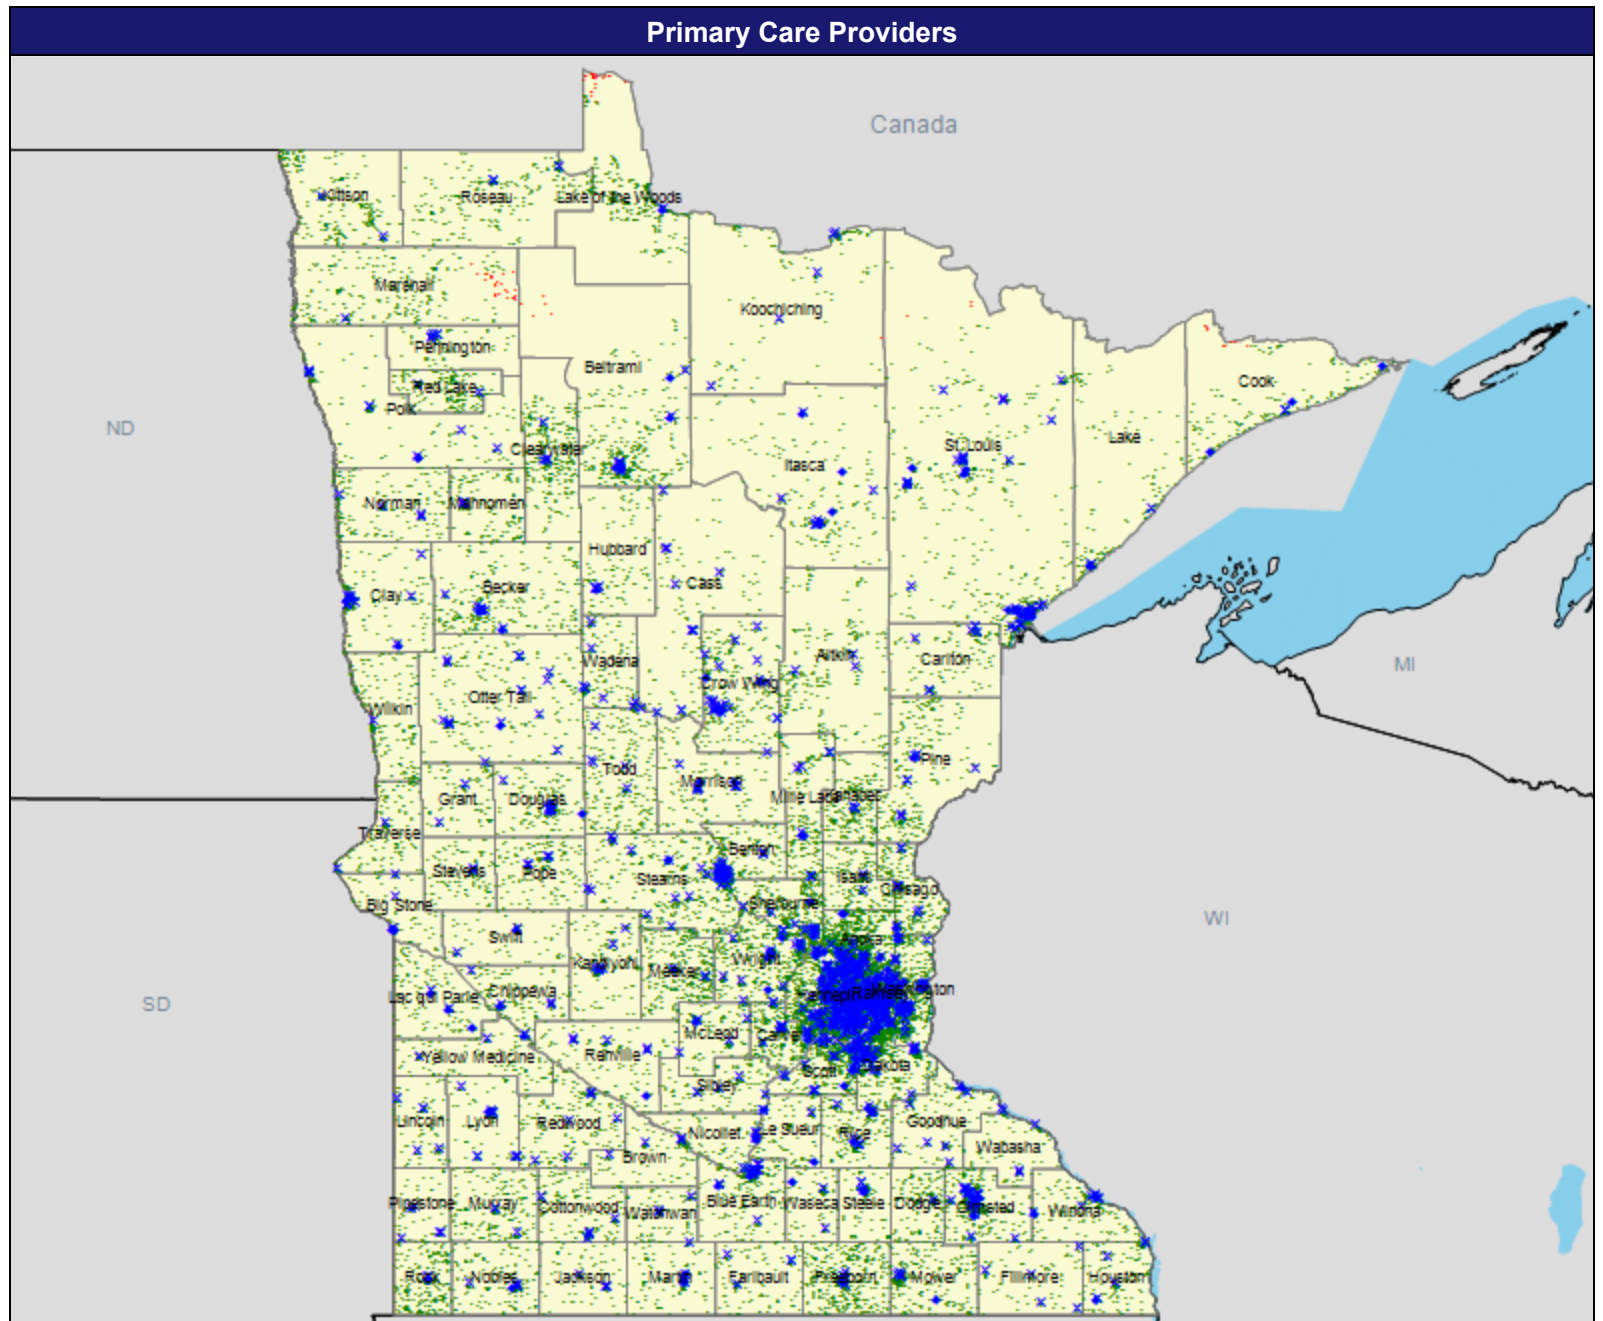 Primary Care Providers
Canada
Kittson
Roseau
Lake of the Woods
Marshall
Koochiching
Pennington
Beltrami
Red Lake
Polk
Cook
ND
Clearwater
St. Louis
Lake
Itasca
Norman
Mahnomen
Hubbard
Cass
Clay
Becker
Wadena
Aitkin
Carlton
MI
Crow Wing
Otter Tail
Wilkin
Pine
Todd
Morrison
Grant
Douglas
Mille Lacs
Kanabec
Traverse
Benton
Stevens
Pope
Stearns
Isanti
Chisago
Big Stone
Sherburne
WI
Swift
Anoka
Kandiyohi
Meeker
Wright
Lac qui Parle
Chippewa
Hennepin
Ramsey
Washington
SD
McLeod
Carver
Yellow Medicine
Renville
Scott
Dakota
Sibley
Lincoln
Lyon
Redwood
Nicollet
Le Sueur
Rice
Goodhue
Wabasha
Brown
Pipestone
Murray
Cottonwood
Watonwan
Blue Earth
Waseca
Steele
Dodge
Olmsted
Winona
Rock
Nobles
Jackson
Martin
Faribault
Freeborn
Mower
Fillmore
Houston